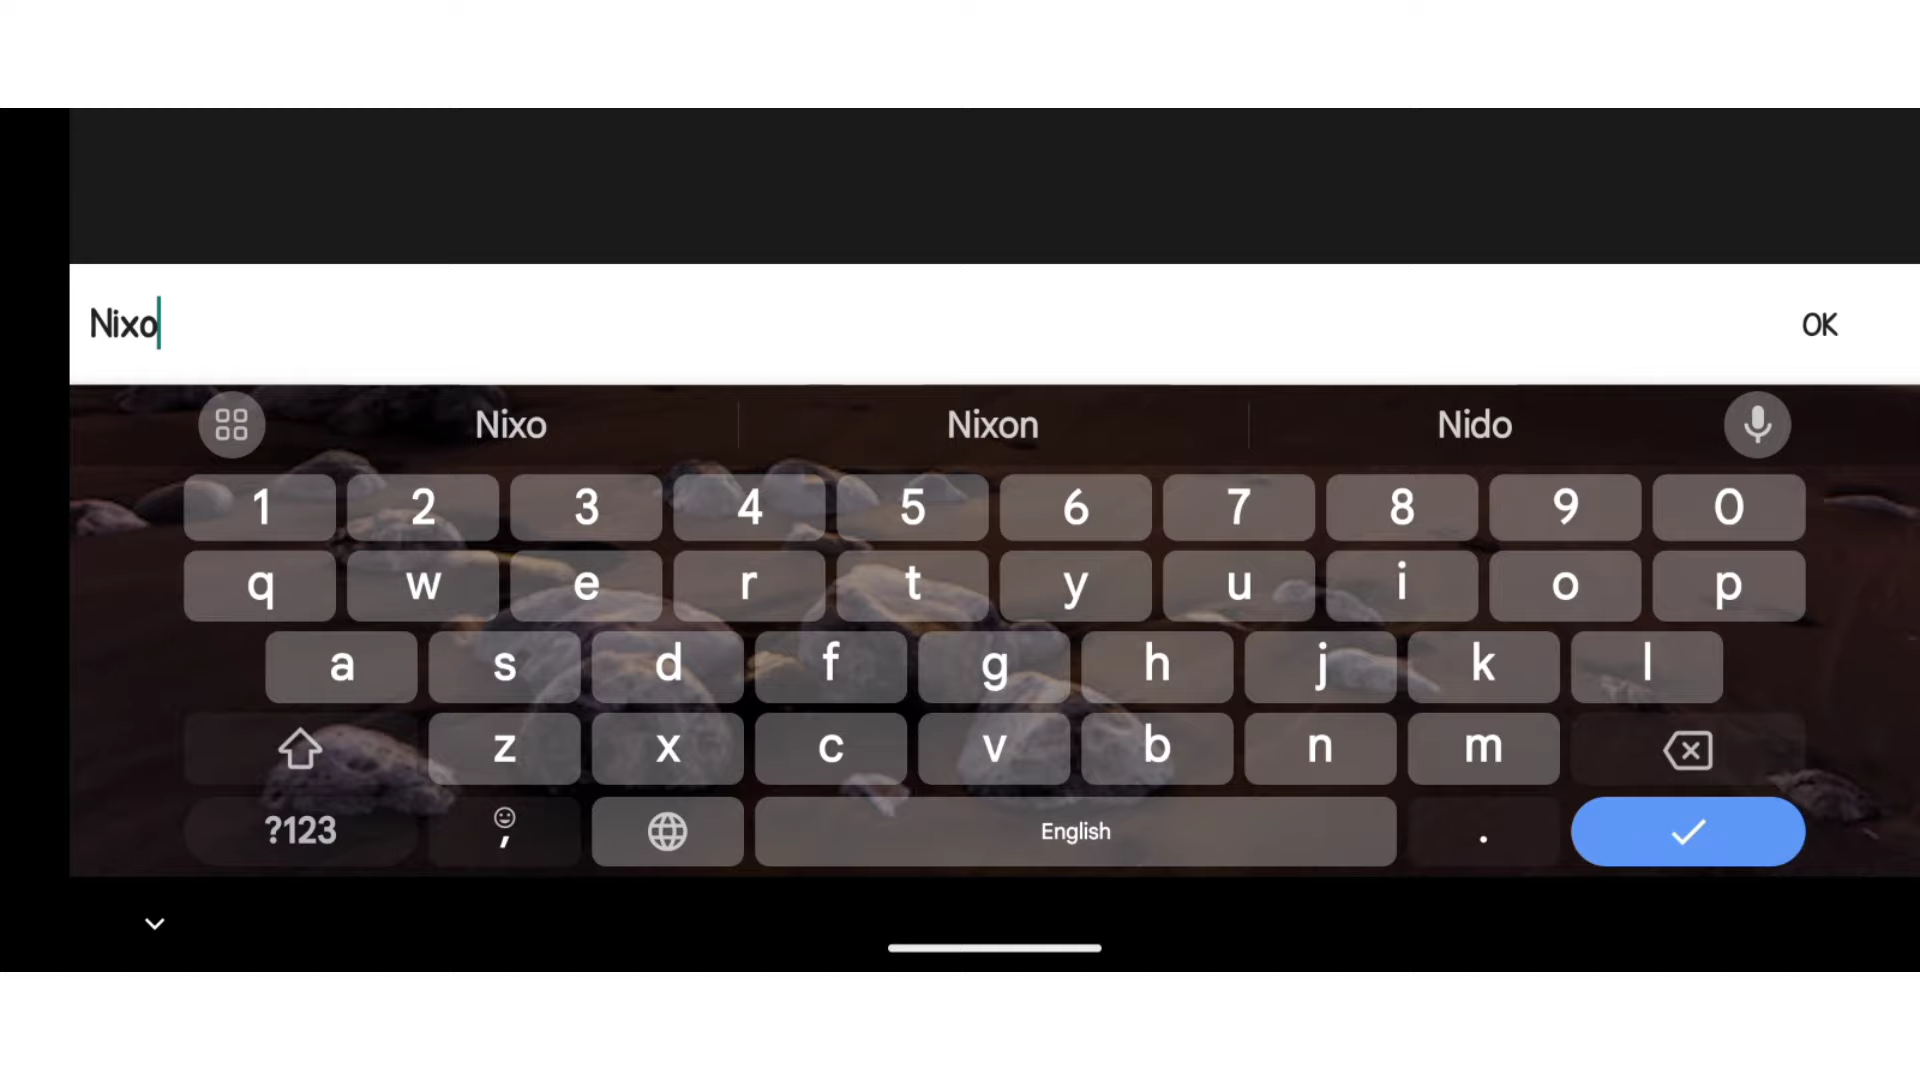 Nixo OK
Nixo Nixon Nido
1 2 3 4 5 6 7 8 9 0
q w e r t y u i o p
a s d f g h j k l
z x c v b n m
?123 , English .